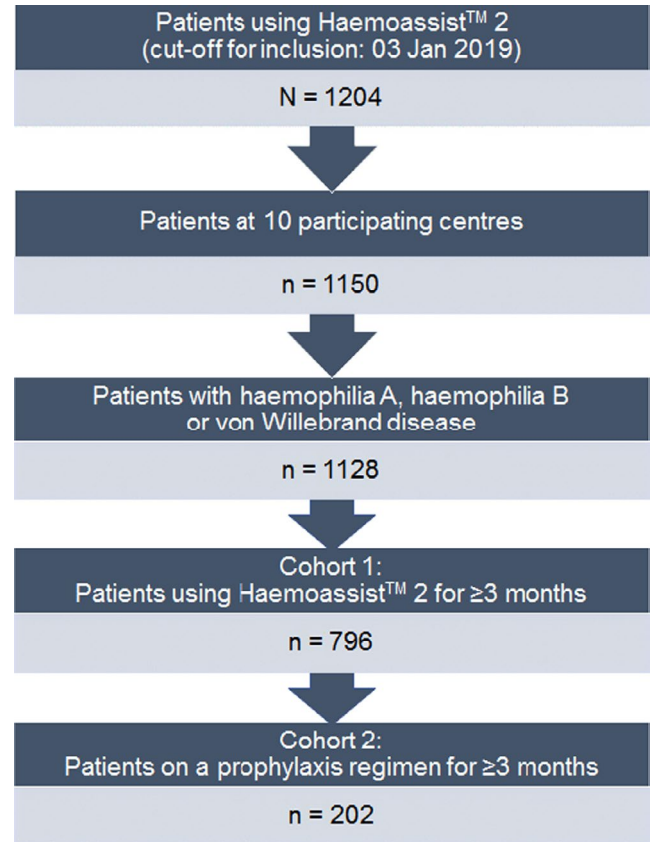 Patients using Haemoassist™ 2
(cut-off for inclusion: 03 Jan 2019)
N = 1204
Patients at 10 participating centres
n = 1150
Patients with haemophilia A, haemophilia B
or von Willebrand disease
n = 1128
Cohort 1:
Patients using Haemoassist™ 2 for ≥3 months
n = 796
Cohort 2:
Patients on a prophylaxis regimen for ≥3 months
n = 202